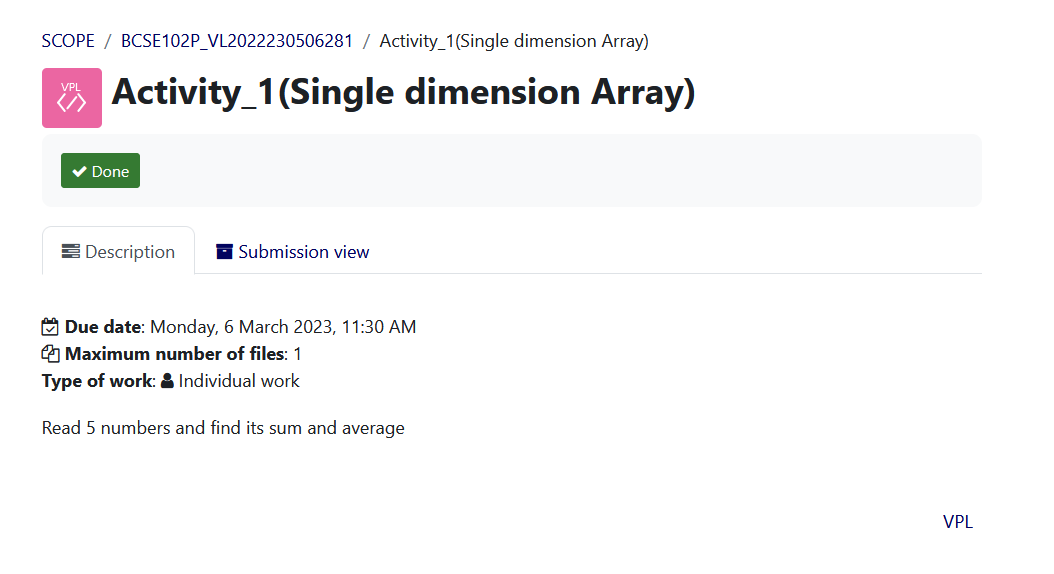 SCOPE / BCSE102P_VL2022230506281 / Activity_1(Single dimension Array)
VPL
Activity_1(Single dimension Array)
Done
Description Submission view
Due date: Monday, 6 March 2023, 11:30 AM
Maximum number of files: 1
Type of work: Individual work
Read 5 numbers and find its sum and average
VPL